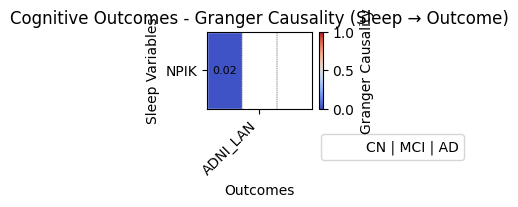 Cognitive Outcomes - Granger Causality (Sleep → Outcome)
Sleep Variables
NPIK
0.02
1.0
0.5
0.0
Granger Causality
ADNI_LAN
Outcomes
CN | MCI | AD